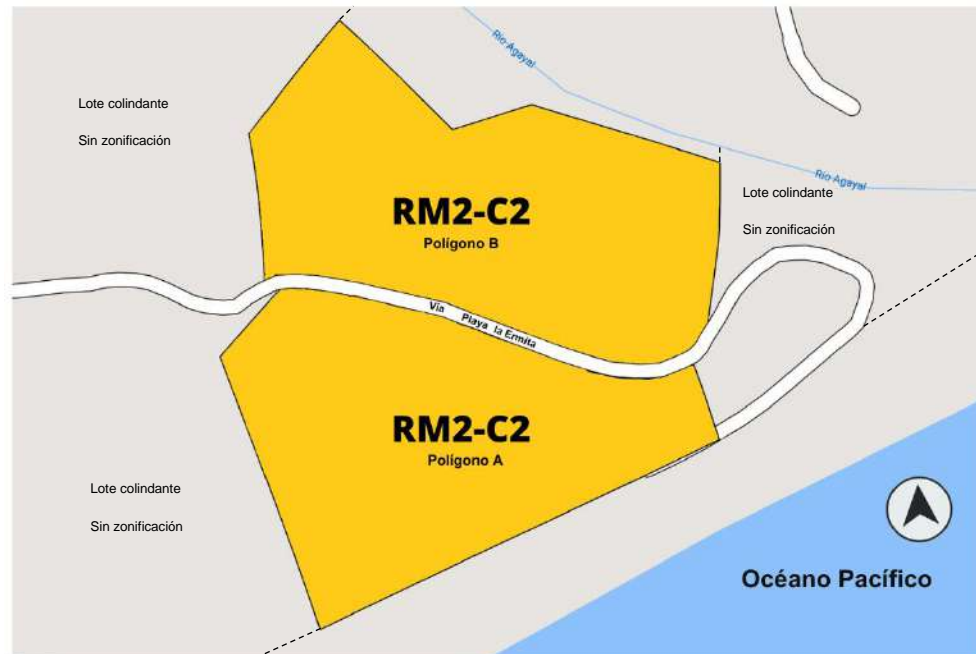 Río Agayal
Lote colindante
Sin zonificación
Río Agayal
Lote colindante
Sin zonificación
RM2-C2
Polígono B
Vía Playa la Ermita
RM2-C2
Polígono A
Lote colindante
Sin zonificación
Océano Pacífico